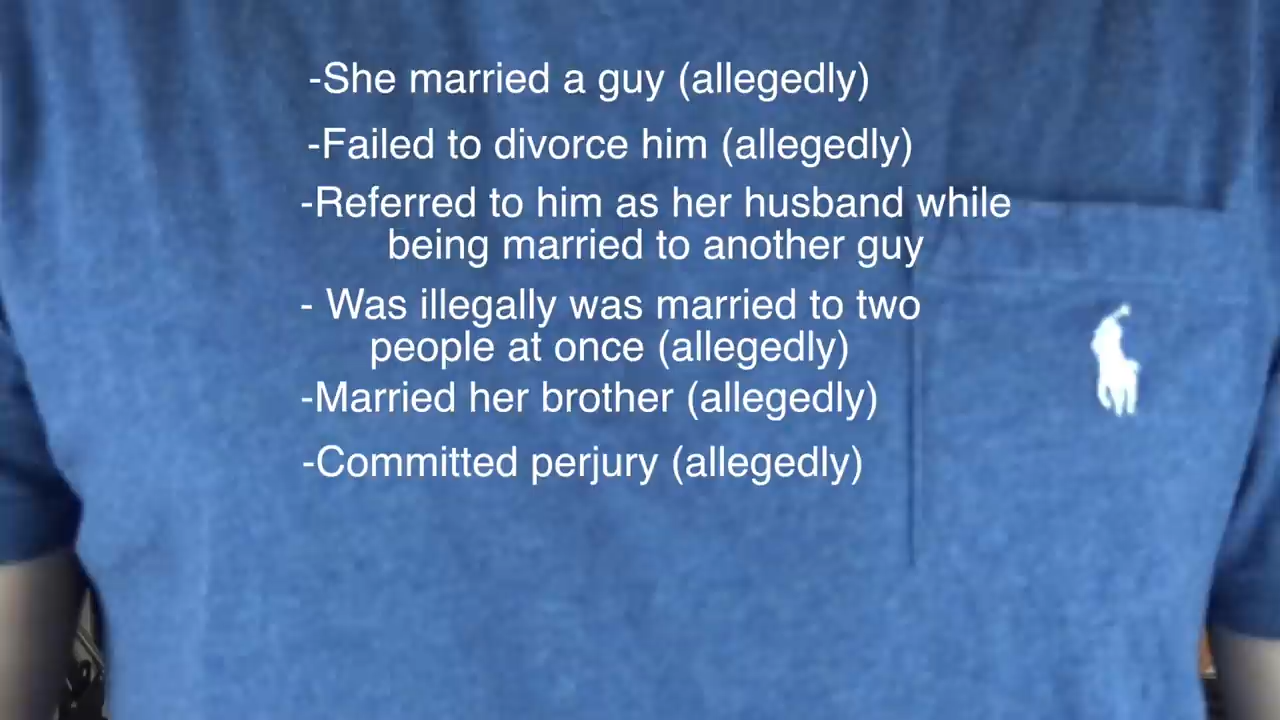 -She married a guy (allegedly)
-Failed to divorce him (allegedly)
-Referred to him as her husband while
being married to another guy
- Was illegally was married to two
people at once (allegedly)
-Married her brother (allegedly)
-Committed perjury (allegedly)